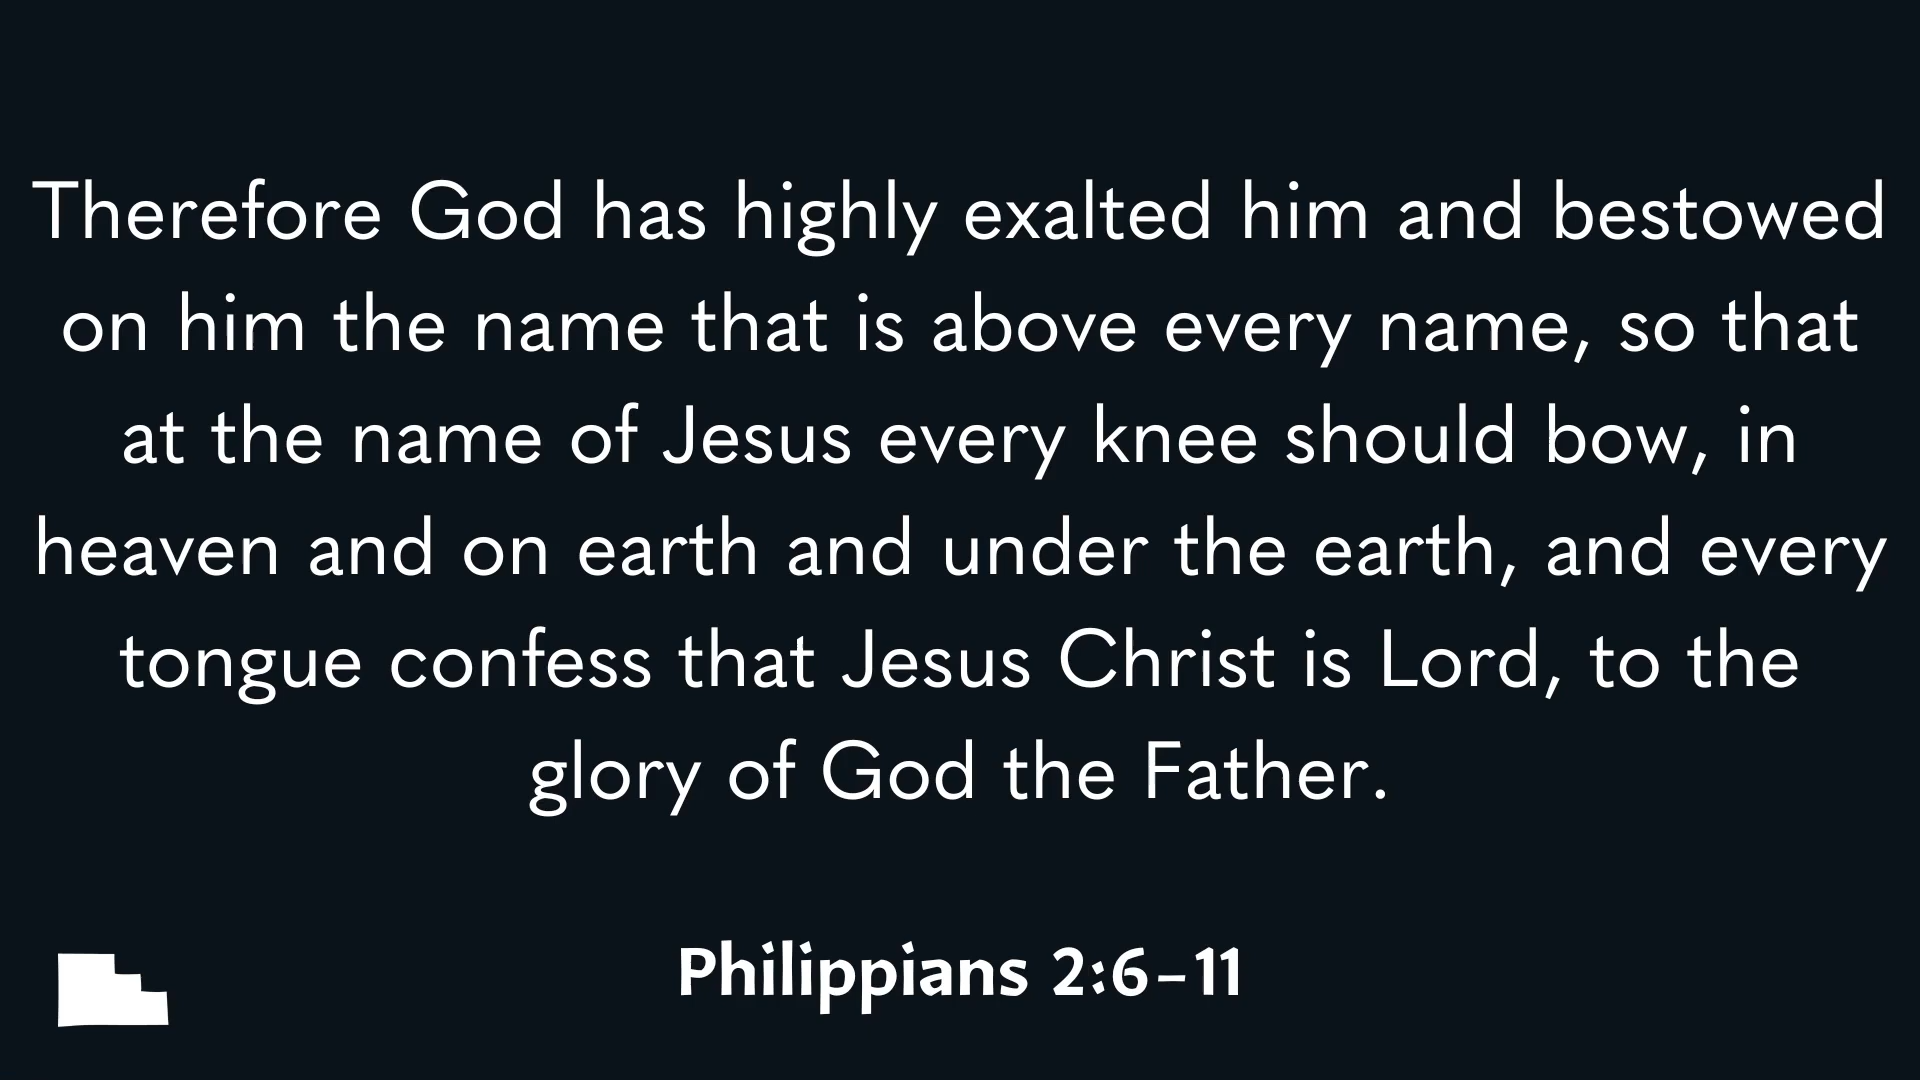 Therefore God has highly exalted him and bestowed
on him the name that is above every name, so that
at the name of Jesus every knee should bow, in
heaven and on earth and under the earth, and every
tongue confess that Jesus Christ is Lord, to the
glory of God the Father.
Philippians 2:6–11